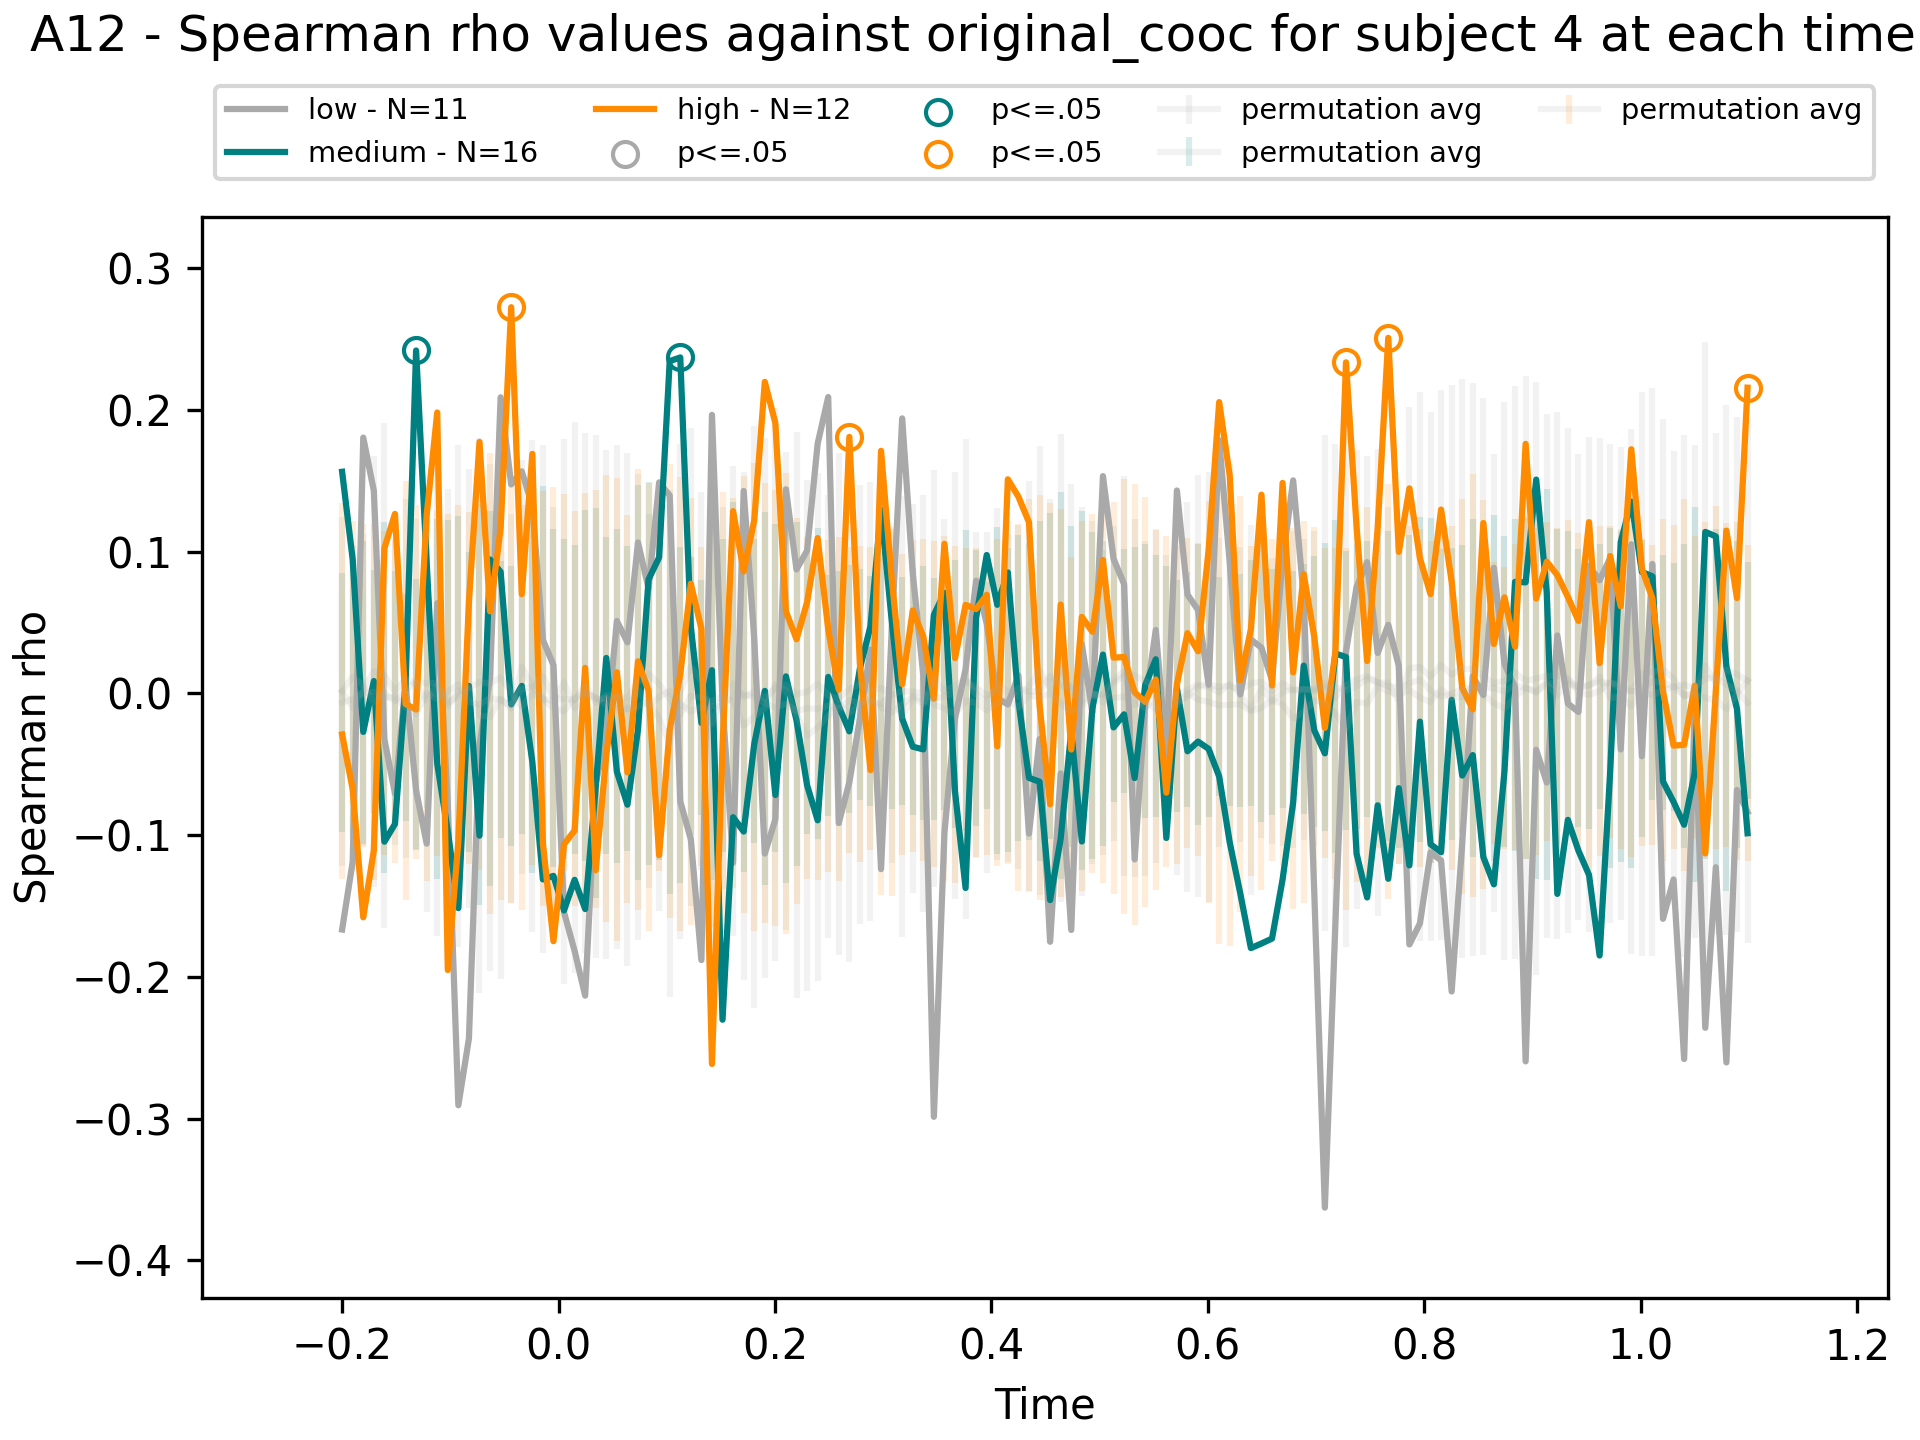 A12 - Spearman rho values against original_cooc for subject 4 at each time
low - N=11 high - N=12 p<=.05 permutation avg permutation avg
medium - N=16 p<=.05 p<=.05 permutation avg
Spearman rho
0.3
0.2
0.1
0.0
−0.1
−0.2
−0.3
−0.4
−0.2 0.0 0.2 0.4 0.6 0.8 1.0 1.2
Time